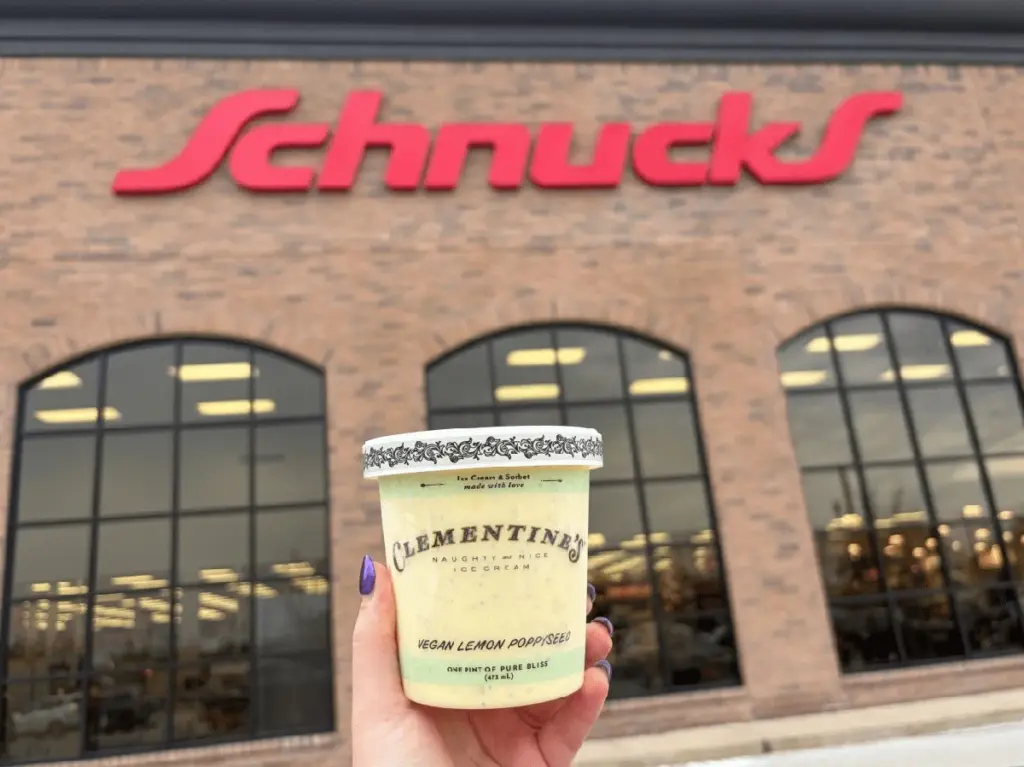 Schnucks
Ice Cream & Sorbet
made with love
CLEMENTINE'S
NAUGHTY and NICE
ICE CREAM
VEGAN LEMON POPPYSEED
ONE PINT OF PURE BLISS
(473 mL)